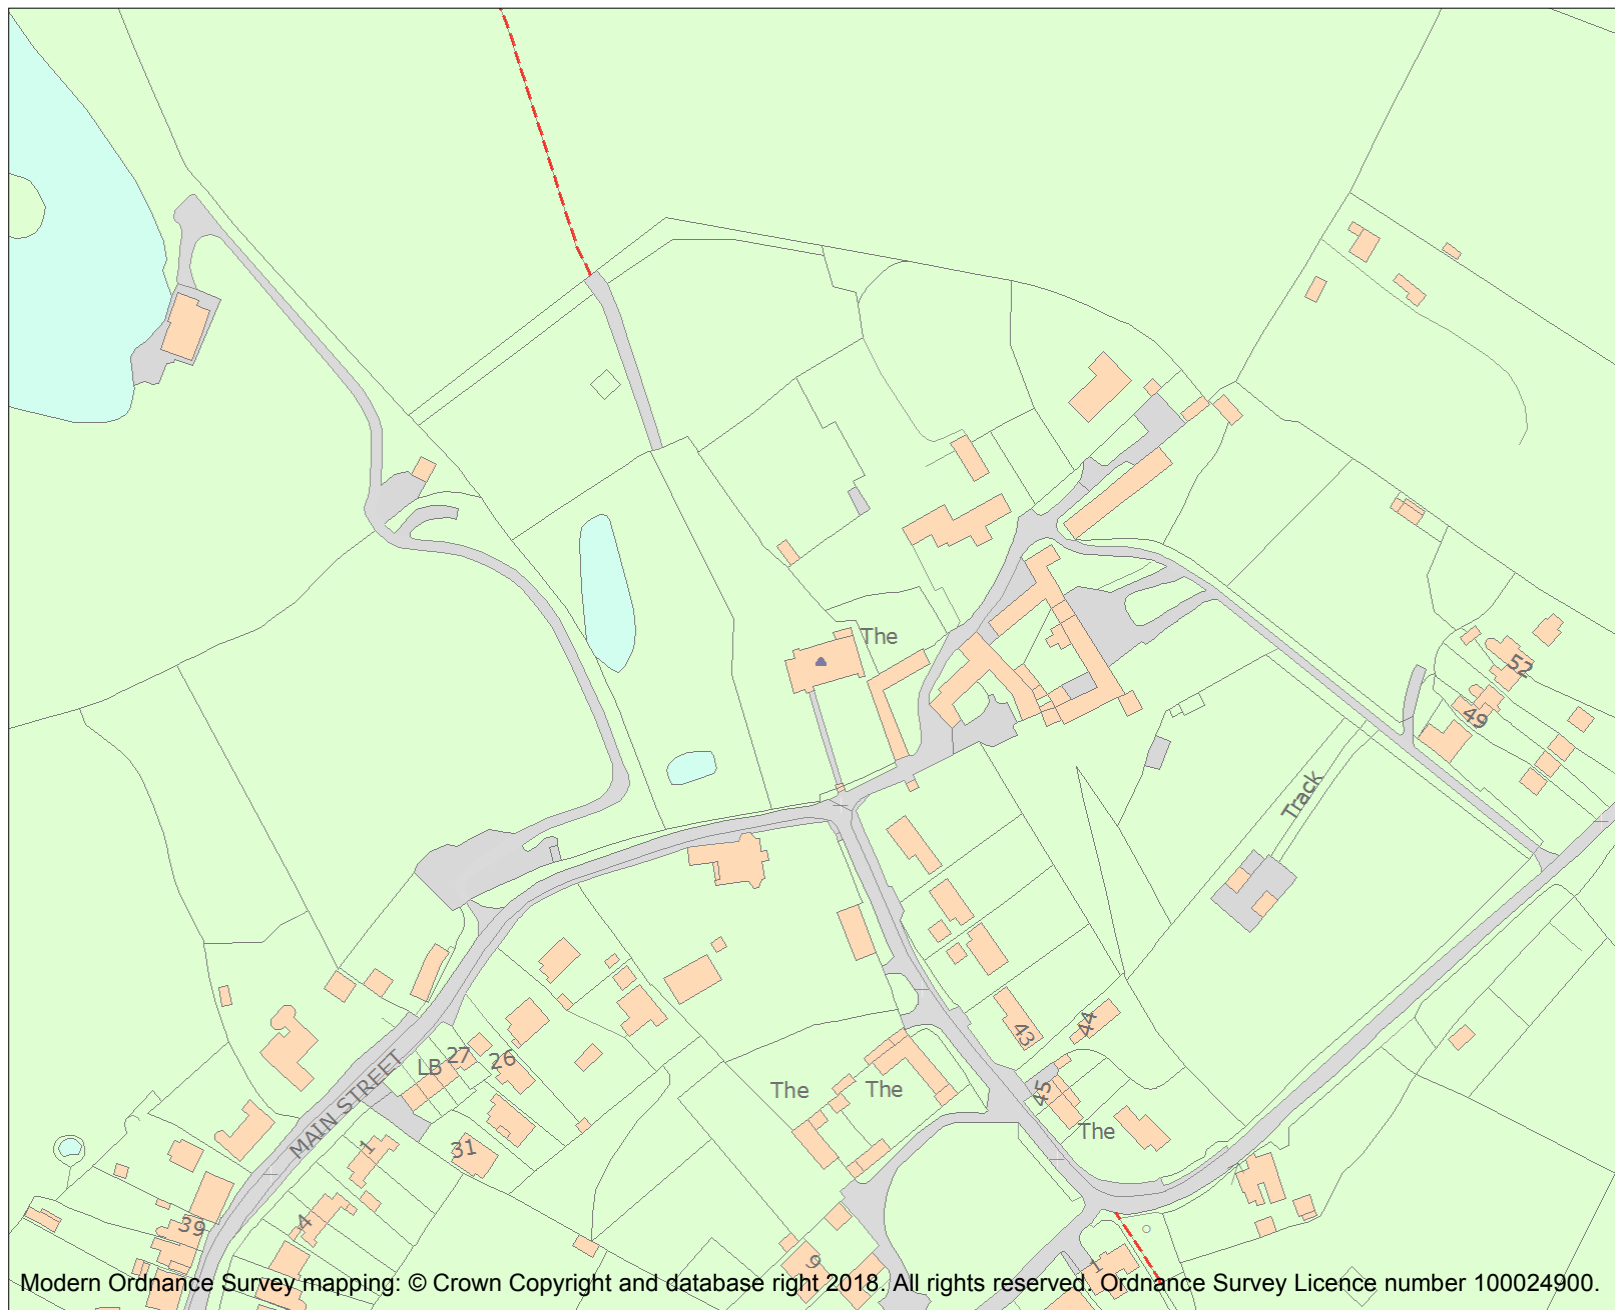 The
52
49
Track
43
44
27
26
LB
MAIN STREET
The
The
45
The
1
31
39
4
9
1
Modern Ordnance Survey mapping: © Crown Copyright and database right 2018. All rights reserved. Ordnance Survey Licence number 100024900.